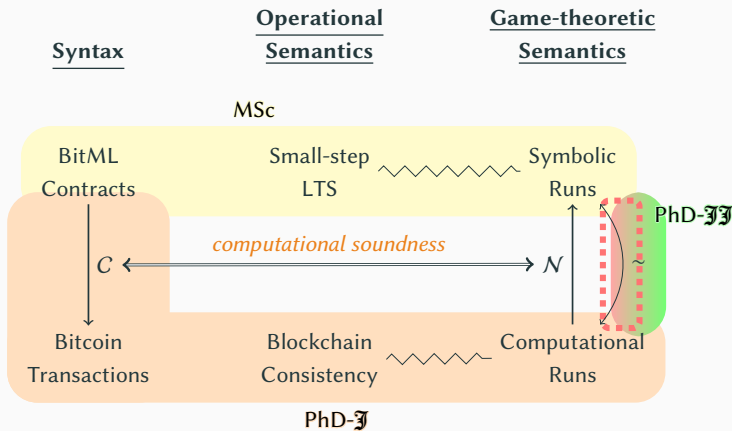 Syntax
Operational
Semantics
Game-theoretic
Semantics
MSc
BitML
Contracts
Small-step
LTS
Symbolic
Runs
PhD-ℑℑ
computational soundness
𝒞
𝒩
~
Bitcoin
Transactions
Blockchain
Consistency
Computational
Runs
PhD-ℑ